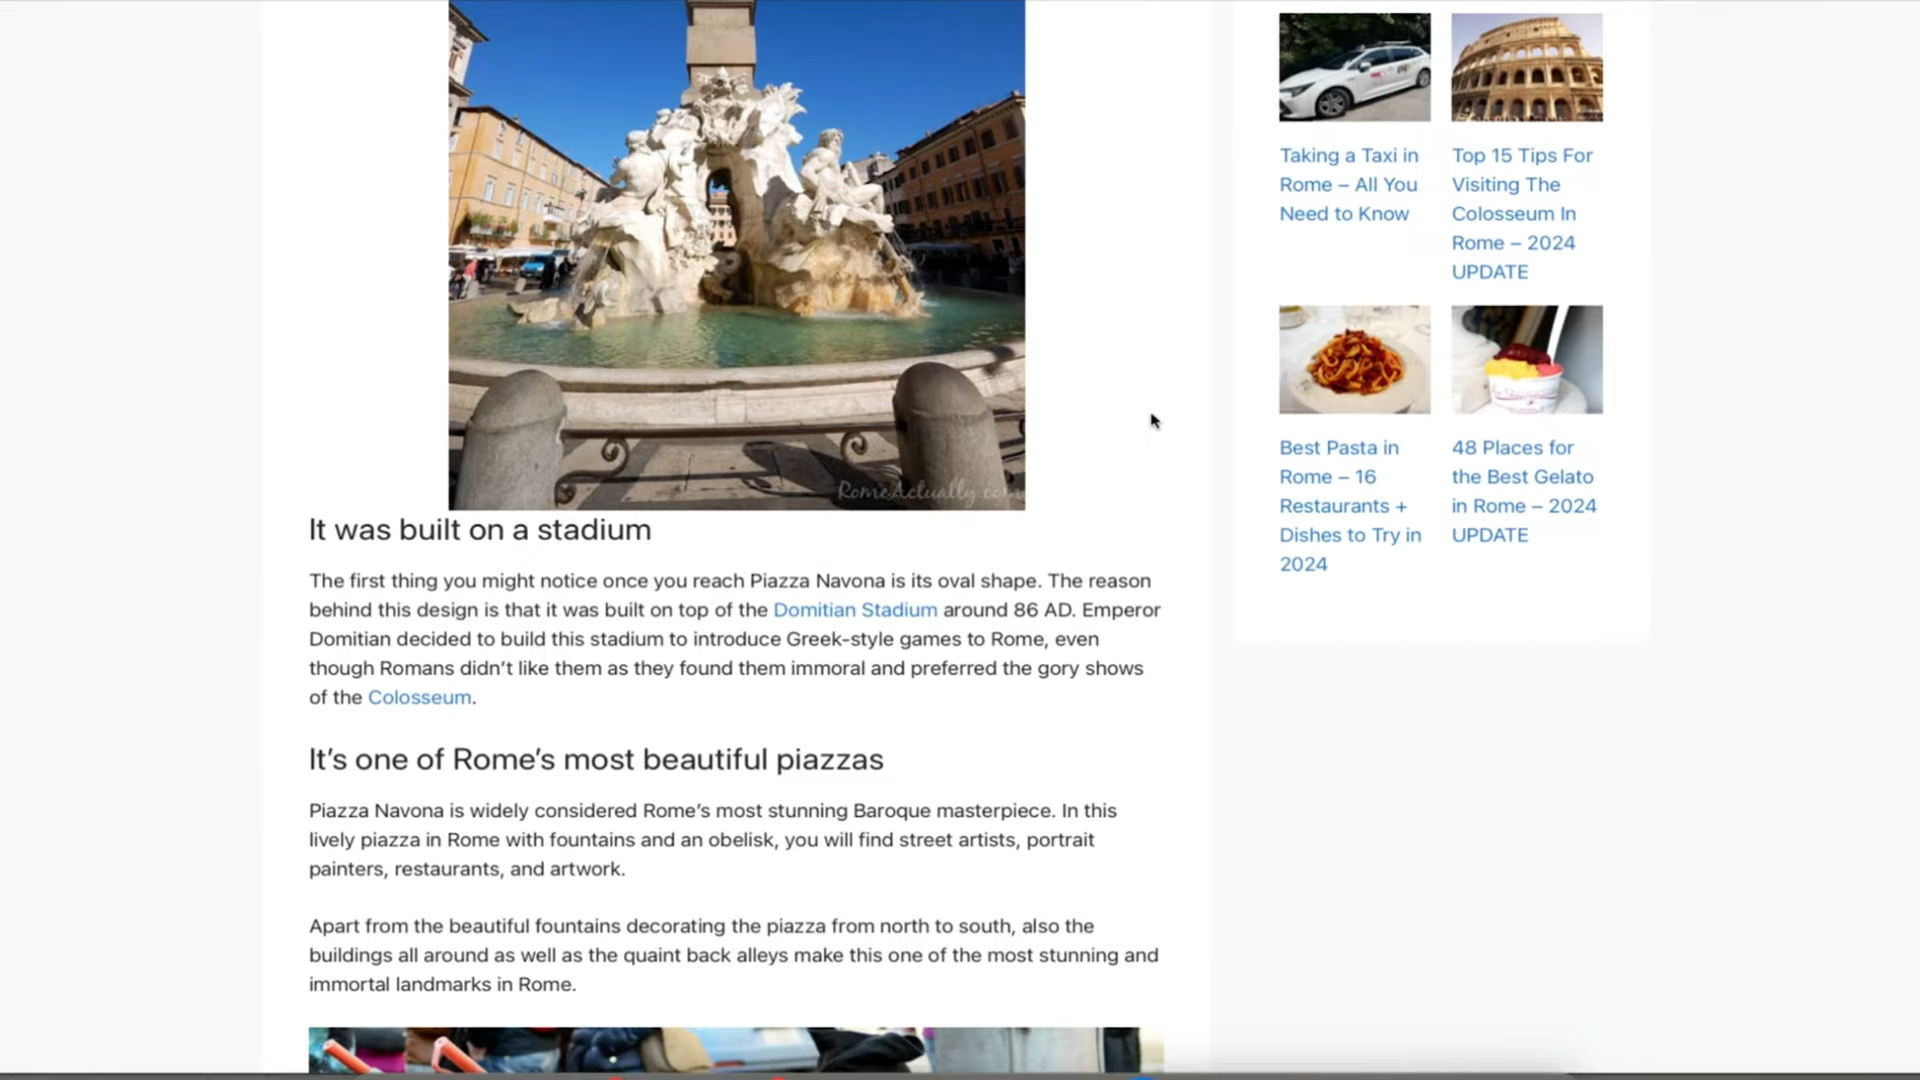 RomeActually.com
It was built on a stadium
The first thing you might notice once you reach Piazza Navona is its oval shape. The reason
behind this design is that it was built on top of the Domitian Stadium around 86 AD. Emperor
Domitian decided to build this stadium to introduce Greek-style games to Rome, even
though Romans didn’t like them as they found them immoral and preferred the gory shows
of the Colosseum.
It’s one of Rome’s most beautiful piazzas
Piazza Navona is widely considered Rome’s most stunning Baroque masterpiece. In this
lively piazza in Rome with fountains and an obelisk, you will find street artists, portrait
painters, restaurants, and artwork.
Apart from the beautiful fountains decorating the piazza from north to south, also the
buildings all around as well as the quaint back alleys make this one of the most stunning and
immortal landmarks in Rome.
Taking a Taxi in
Rome – All You
Need to Know
Top 15 Tips For
Visiting The
Colosseum In
Rome – 2024
UPDATE
Best Pasta in
Rome – 16
Restaurants +
Dishes to Try in
2024
48 Places for
the Best Gelato
in Rome – 2024
UPDATE